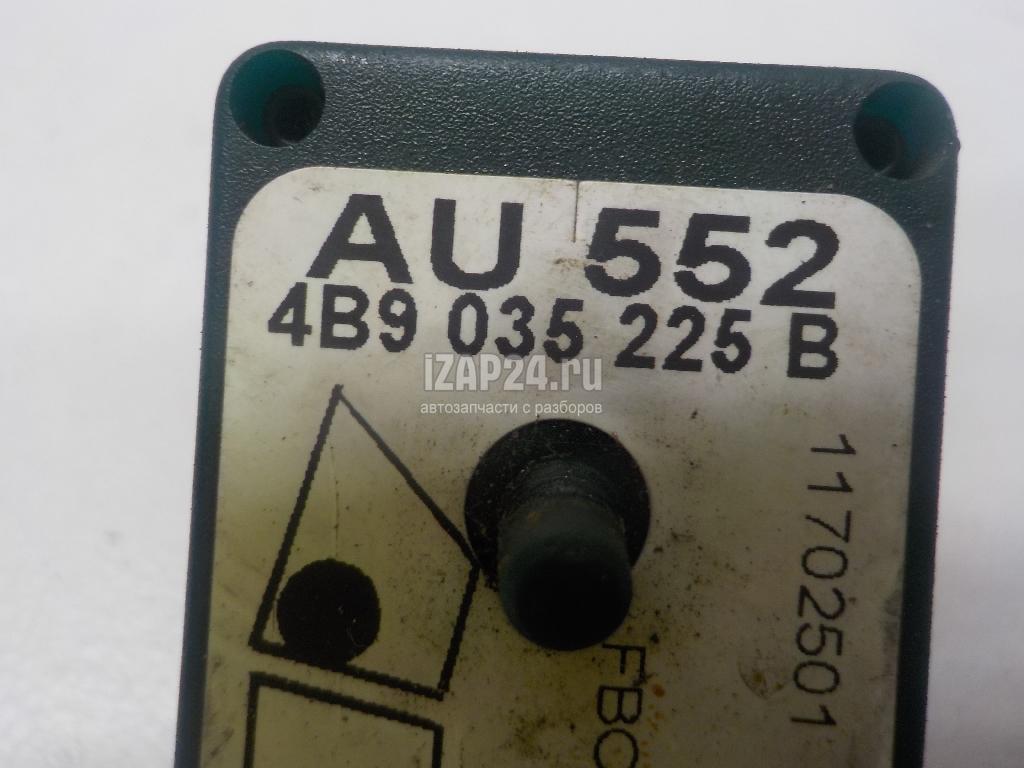 AU 552
4B9 035 225 B
iZAP24.ru
автозапчасти с разборов
11702501
FBO